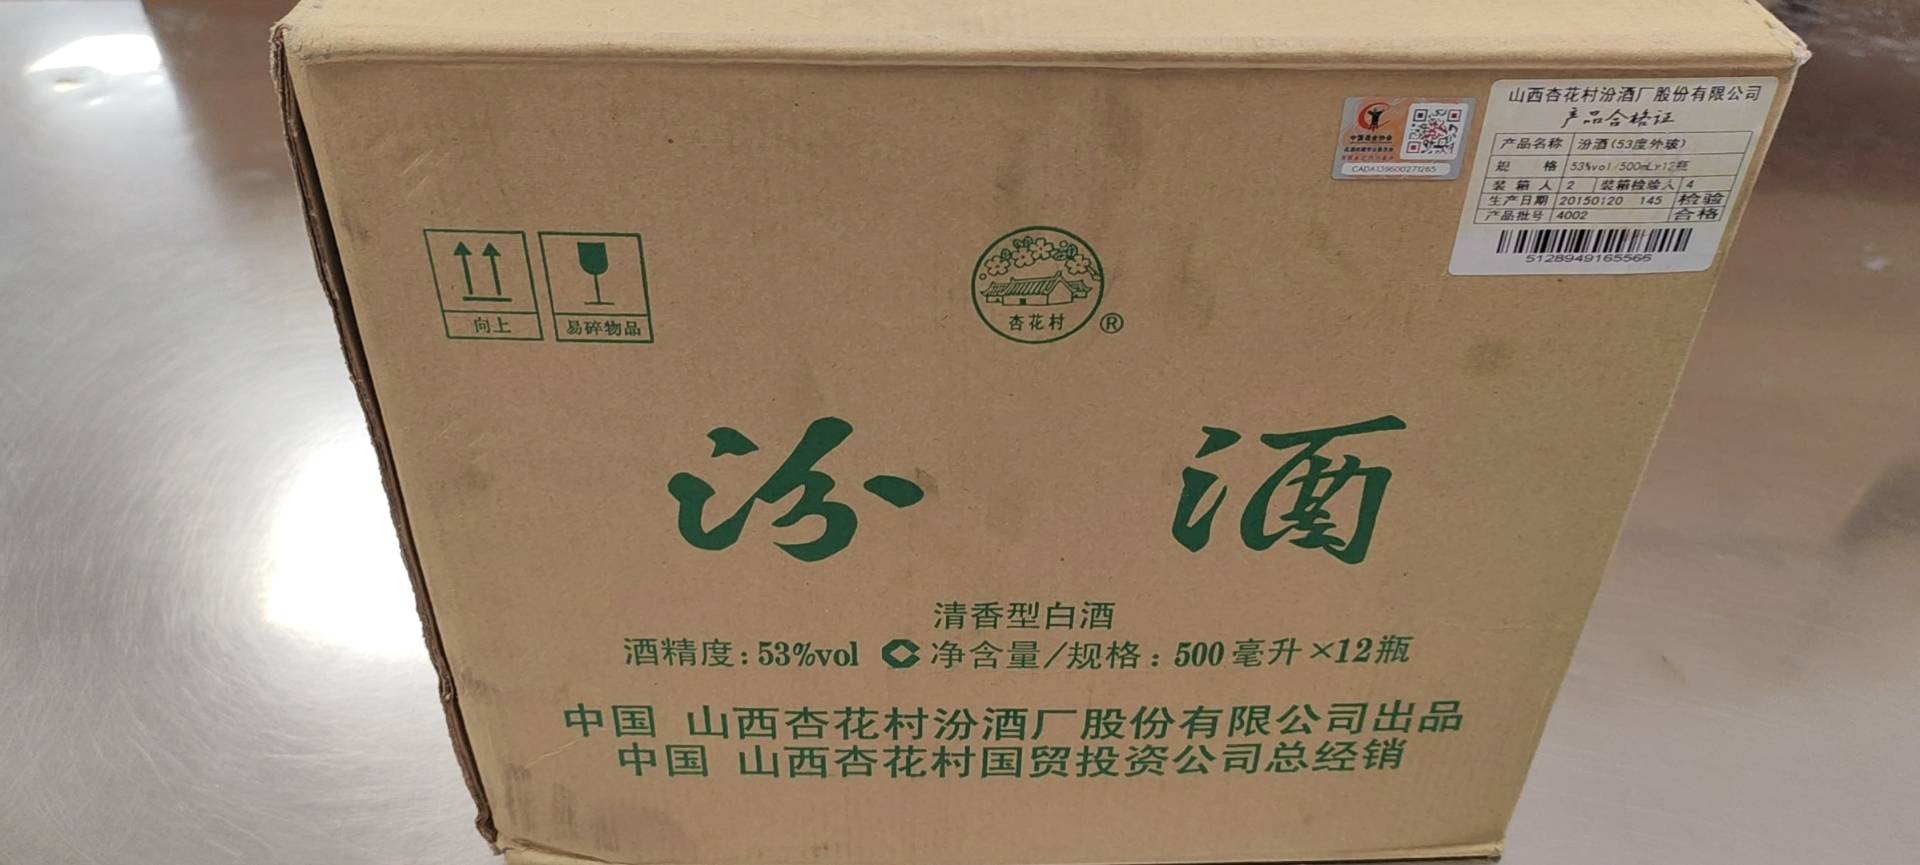 山西杏花村汾酒厂股份有限公司
产品合格证
产品名称 汾酒(53度外玻)
规 格 53%vol/500mL×12瓶
装箱人 2 装箱检验人 4
生产日期 20150120 145 检验
产品批号 4002 合格
5128949165566
CADA139600271265
向上
易碎物品
杏花村
®
汾 酒
清香型白酒
酒精度:53%vol 净含量/规格:500毫升×12瓶
中国 山西杏花村汾酒厂股份有限公司出品
中国 山西杏花村国贸投资公司总经销